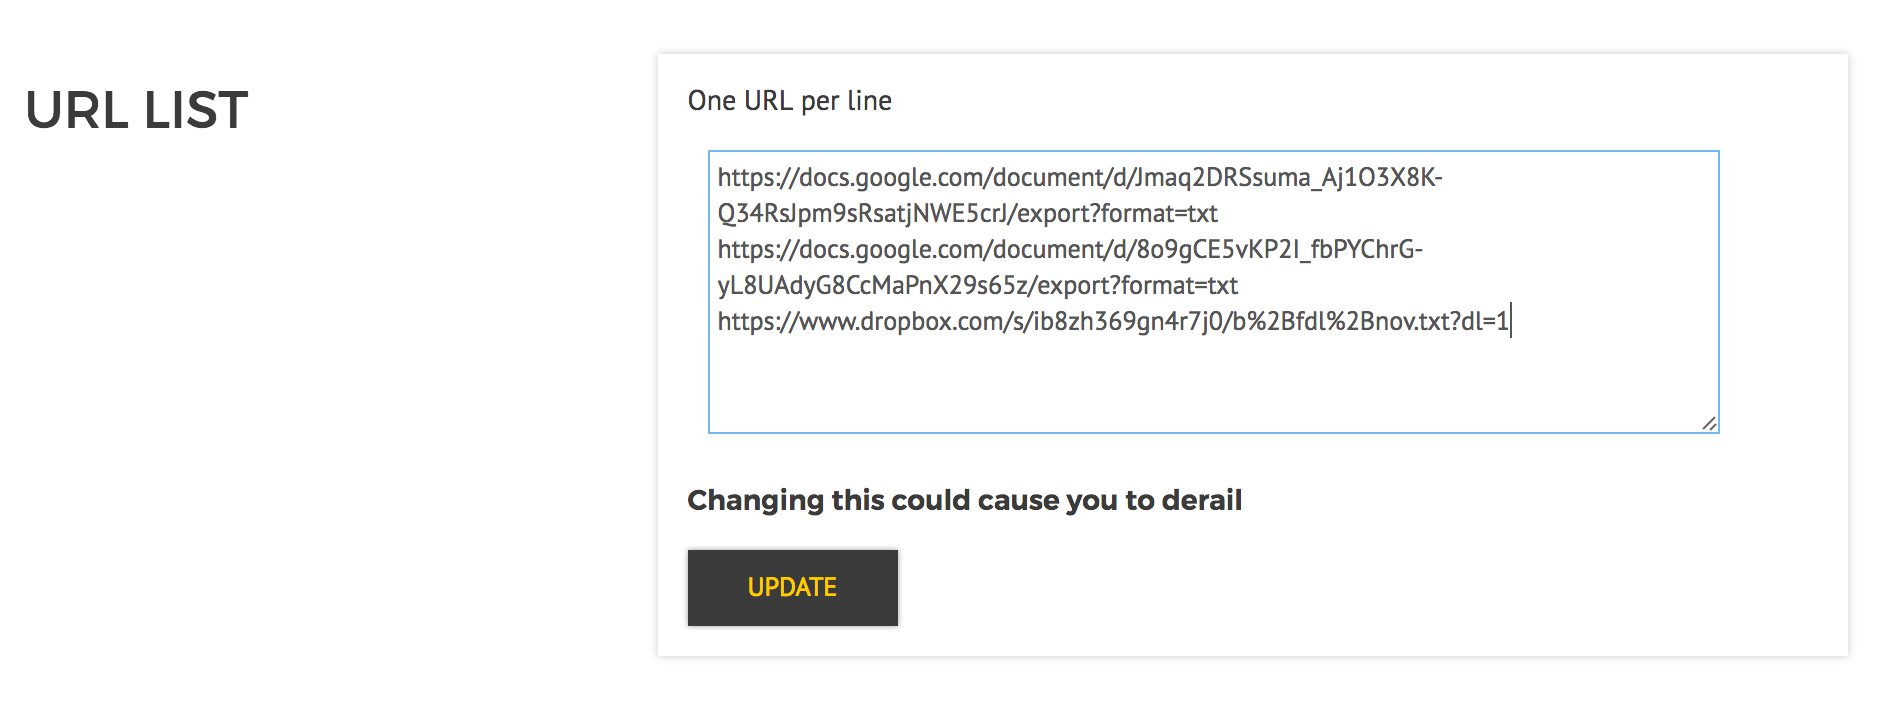 URL LIST
One URL per line
https://docs.google.com/document/d/Jmaq2DRSsuma_Aj1O3X8K-
Q34RsJpm9sRsatjNWE5crJ/export?format=txt
https://docs.google.com/document/d/8o9gCE5vKP2I_fbPYChrG-
yL8UAdyG8CcMaPnX29s65z/export?format=txt
https://www.dropbox.com/s/ib8zh369gn4r7j0/b%2Bfdl%2Bnov.txt?dl=1
Changing this could cause you to derail
UPDATE